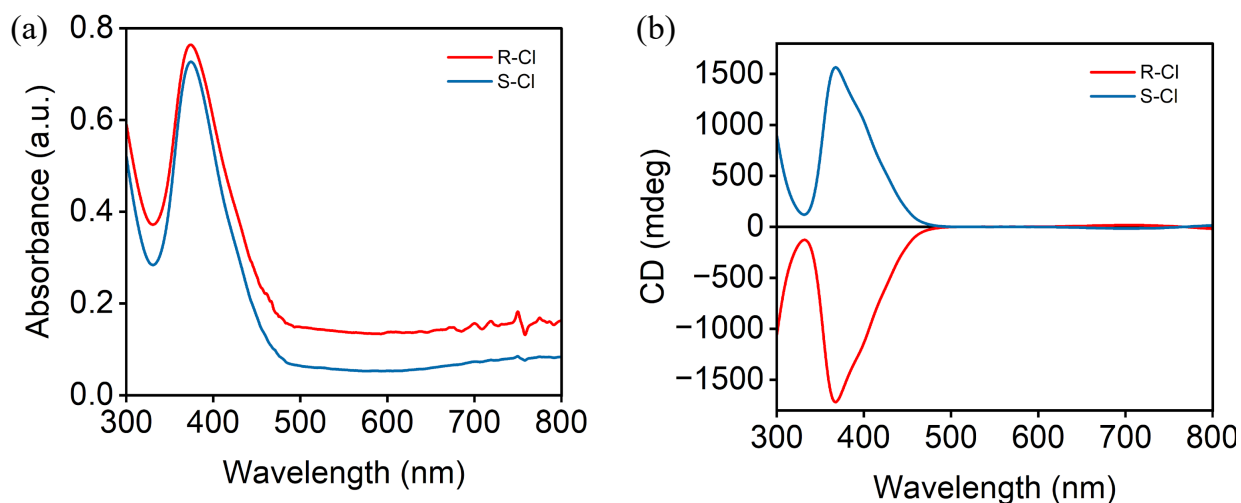 (a)
Absorbance (a.u.)
0.8
0.6
0.4
0.2
0.0
R-Cl
S-Cl
300 400 500 600 700 800
Wavelength (nm)
(b)
CD (mdeg)
1500
1000
500
0
−500
−1000
−1500
R-Cl
S-Cl
300 400 500 600 700 800
Wavelength (nm)